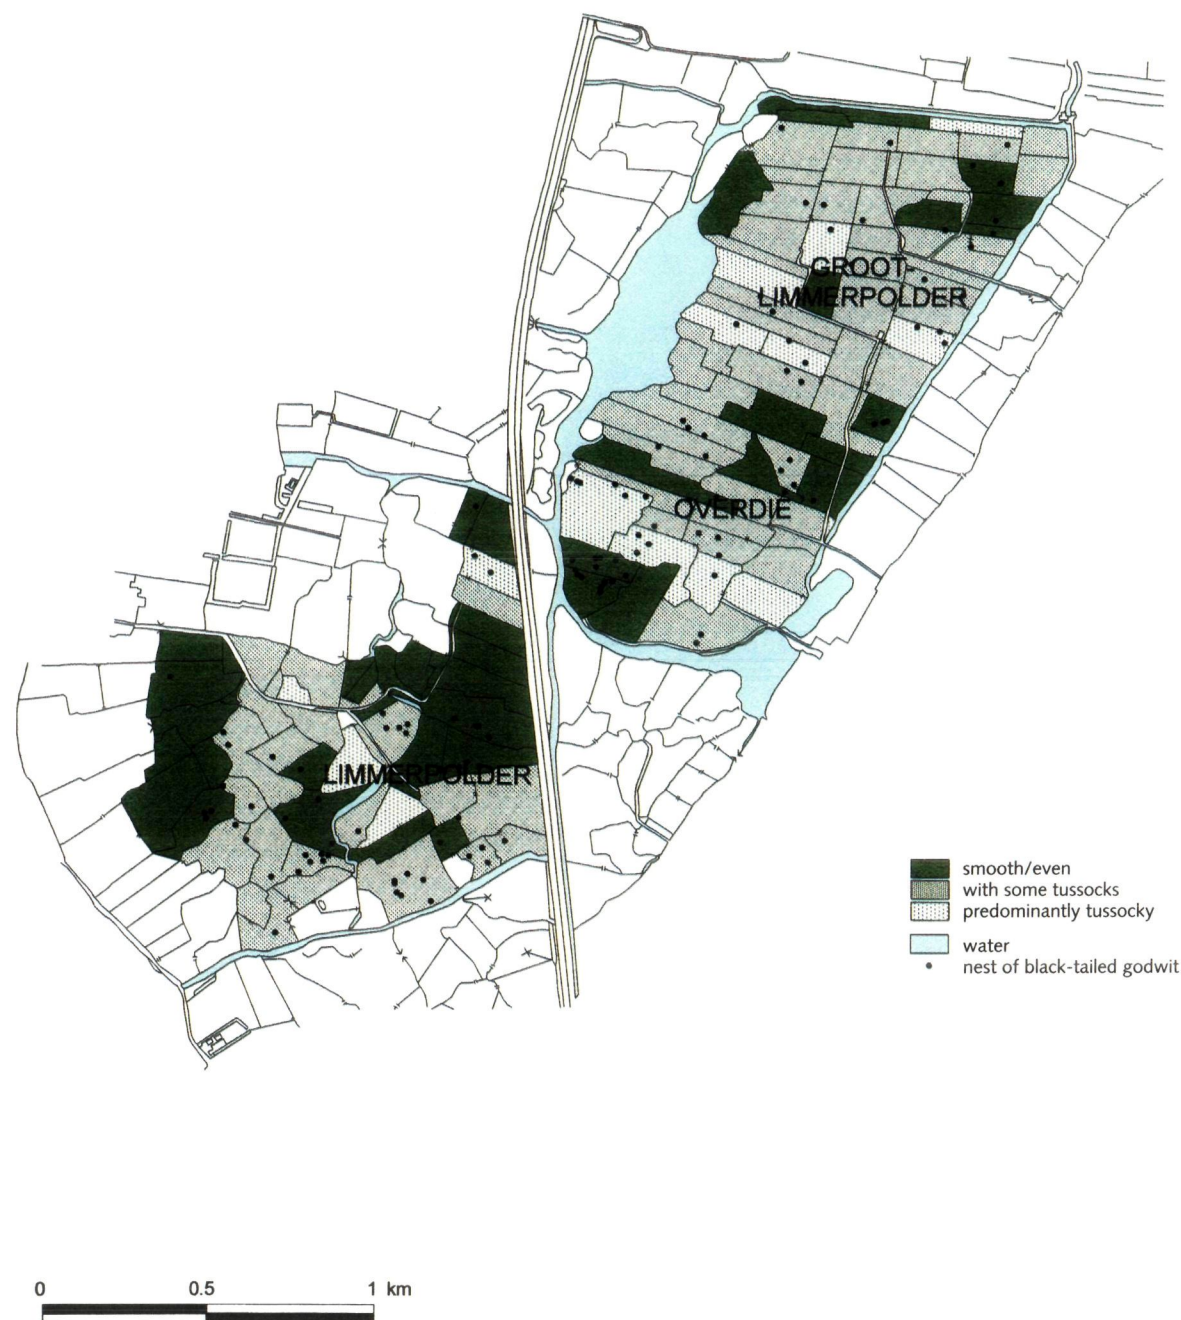 GROOT-
LIMMERPOLDER
OVERDIE
LIMMERPOLDER
smooth/even
with some tussocks
predominantly tussocky
water
nest of black-tailed godwit
0 0.5 1 km